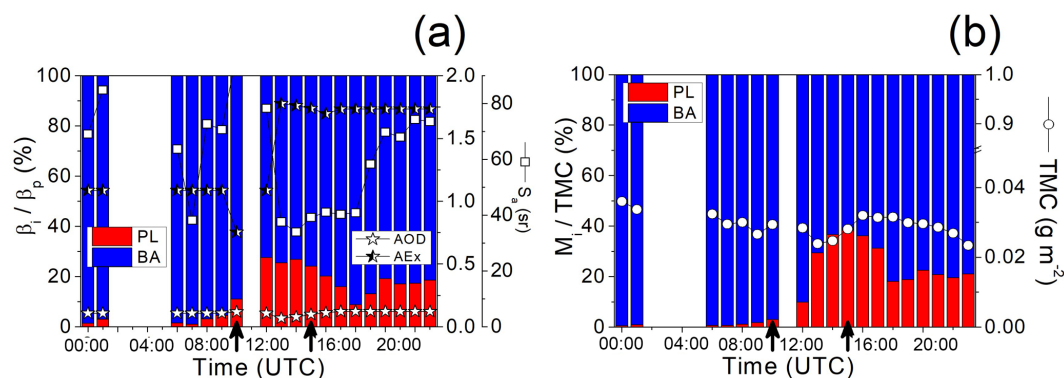 (a)
β_i / β_p (%)
100
80
60
40
20
0
PL
BA
AOD
AEx
2.0
1.5
1.0
0.5
0.0
80
60
40
20
0
S_a (sr)
00:00 04:00 08:00 12:00 16:00 20:00
Time (UTC)
(b)
M_i / TMC (%)
100
80
60
40
20
0
PL
BA
1.0
0.9
0.04
0.02
0.00
TMC (g m^-2)
00:00 04:00 08:00 12:00 16:00 20:00
Time (UTC)